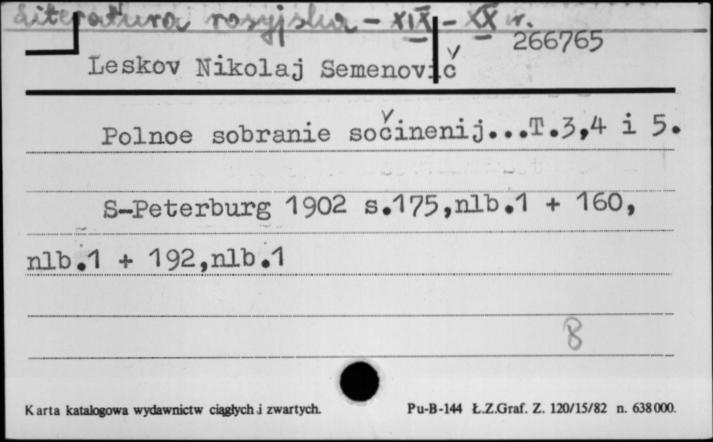 Literatura rosyjska - XIX - XX w.
266765
Leskov Nikolaj Semenovič
Polnoe sobranie sočinenij...T.3,4 i 5.
S-Peterburg 1902 s.175,nlb.1 + 160,
nlb.1 + 192,nlb.1
8
Karta katalogowa wydawnictw ciągłych i zwartych.
Pu-B-144 Ł.Z.Graf. Z. 120/15/82 n. 638000.